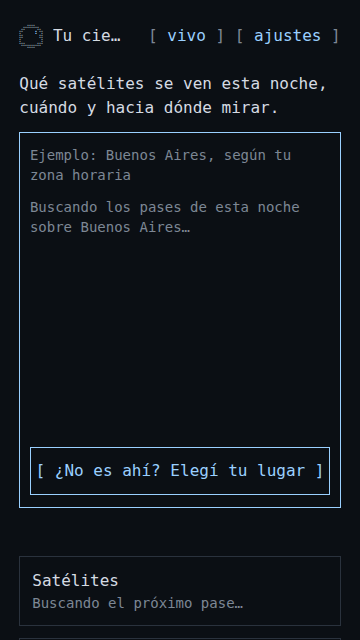 Tu cie… [ vivo ] [ ajustes ]
Qué satélites se ven esta noche,
cuándo y hacia dónde mirar.
Ejemplo: Buenos Aires, según tu
zona horaria
Buscando los pases de esta noche
sobre Buenos Aires…
[ ¿No es ahí? Elegí tu lugar ]
Satélites
Buscando el próximo pase…